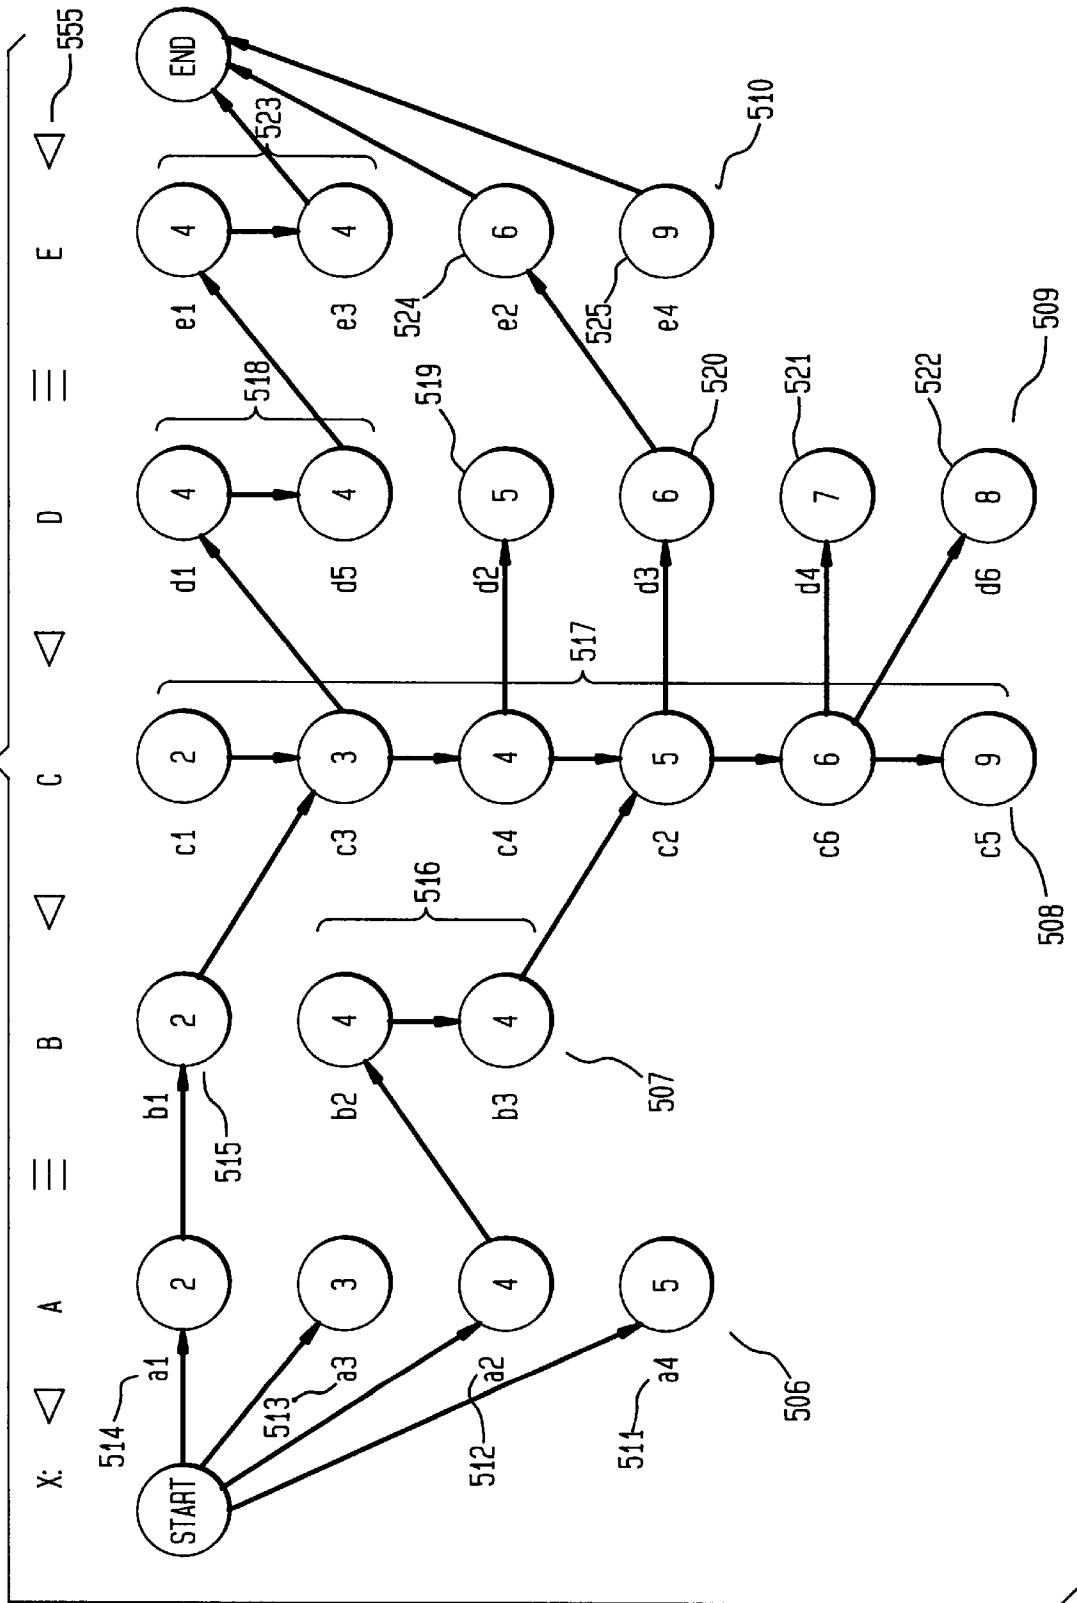 X: ◁ A ≡ B ◁ C ◁ D ≡ E ◁ 555
START
END
514
a1
2
513
a3
3
512
a2
4
511
a4
5
506
b1
2
515
b2
4
b3
4
516
507
c1
2
c3
3
c4
4
c2
5
c6
6
c5
9
517
508
d1
4
d5
4
518
d2
5
519
d3
6
520
d4
7
521
d6
8
522
509
e1
4
e3
4
523
e2
6
524
e4
9
525
510